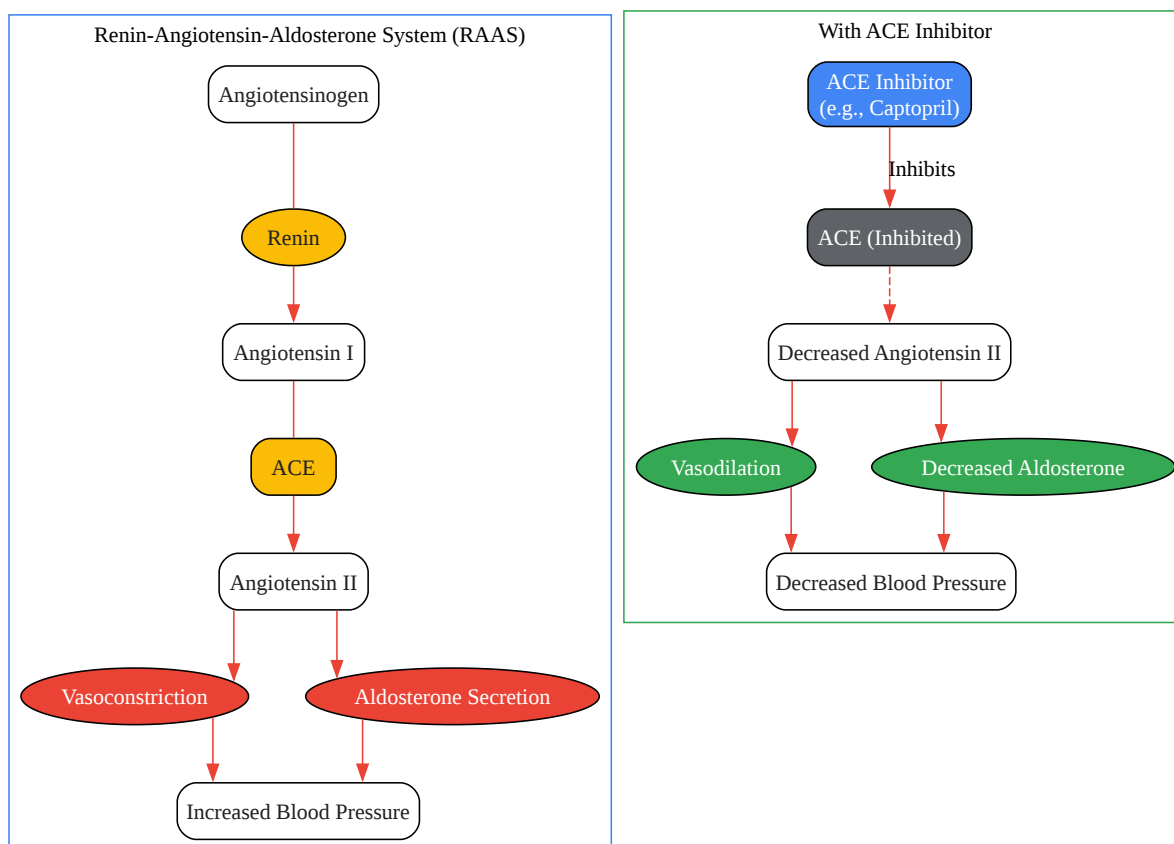 Renin-Angiotensin-Aldosterone System (RAAS)
Angiotensinogen
Renin
Angiotensin I
ACE
Angiotensin II
Vasoconstriction
Aldosterone Secretion
Increased Blood Pressure
With ACE Inhibitor
ACE Inhibitor
(e.g., Captopril)
Inhibits
ACE (Inhibited)
Decreased Angiotensin II
Vasodilation
Decreased Aldosterone
Decreased Blood Pressure